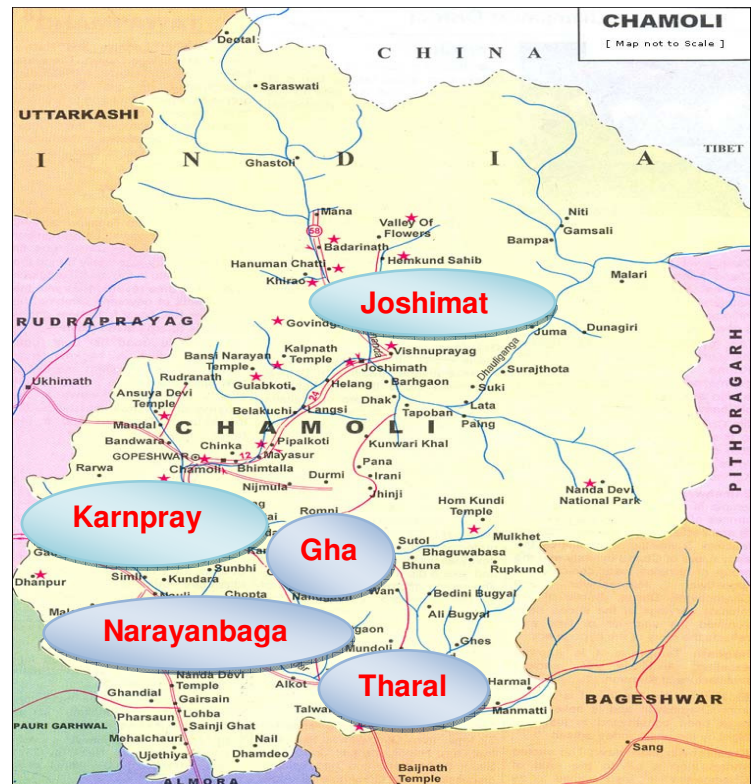 CHAMOLI
[ Map not to Scale ]
Deotal
C H I N A
Saraswati
UTTARKASHI
TIBET
I N D I A
Ghastoli
Mana
Niti
Valley Of
Flowers
58
Gamsali
Badarinath
Bampa
Hanuman Chatti
Hemkund Sahib
Khirao
Malari
Joshimat
RUDRAPRAYAG
Govindg
Juma
Dunagiri
Kalpnath
Temple
Vishnuprayag
Bansi Narayan
Temple
Joshimath
Dhauliganga
Surajthota
Ukhimath
Rudranath
Gulabkoti
Helang
Barhgaon
Suki
Ansuya Devi
Temple
24
Dhak
Lata
Belakuchi
Langsi
Tapoban
Mandal
Paing
CHAMOLI
Bandwara
Chinka
Pipalkoti
Kunwari Khal
GOPESHWAR
12
Mayasur
Chamoli
Bhimtalla
Pana
Rarwa
Durmi
Irani
Nijmula
Jhinji
Nanda Devi
National Park
PITHORAGARH
Hom Kundi
Temple
Romni
Karnpray
Gha
Sutol
Mulkhet
Bhaguwabasa
Bhuna
Rupkund
Sunbhi
Simli
Kundara
Dhanpur
Chopta
Wan
Bedini Bugyal
Ali Bugyal
Narayanbaga
rgaon
Mundoli
Ghes
Nanda Devi
Temple
Alkot
Tharal
Harmal
Ghandial
Gairsain
BAGESHWAR
Lohba
Talwa
Manmatti
Pharsaun
Sainji Ghat
PAURI GARHWAL
Mehalchauri
Nail
Sang
Ujethiya
Dhamdeo
Baijnath
Temple
ALMORA